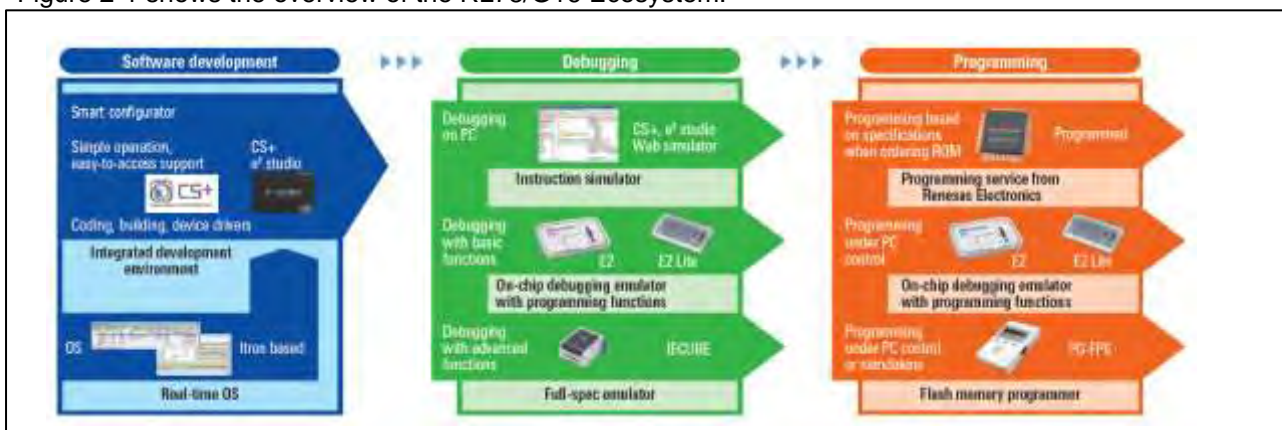 Figure 2-1 shows the overview of the RL78/G16 Ecosystem.
Software development
Smart configurator
Simple operation,
easy-to-access support
CS+
e² studio
CS+
Coding, building, device drivers
Integrated development
environment
OS
Itron based
Real-time OS
Debugging
Debugging
on PC
CS+, e² studio
Web simulator
Instruction simulator
Debugging
with basic
functions
E2
E2 Lite
On-chip debugging emulator
with programming functions
Debugging
with advanced
functions
IECUBE
Full-spec emulator
Programming
Programming based
on specifications
when ordering ROM
Programmed
Programming service from
Renesas Electronics
Programming
under PC
control
E2
E2 Lite
On-chip debugging emulator
with programming functions
Programming
under PC control
or standalone
PG-FP6
Flash memory programmer